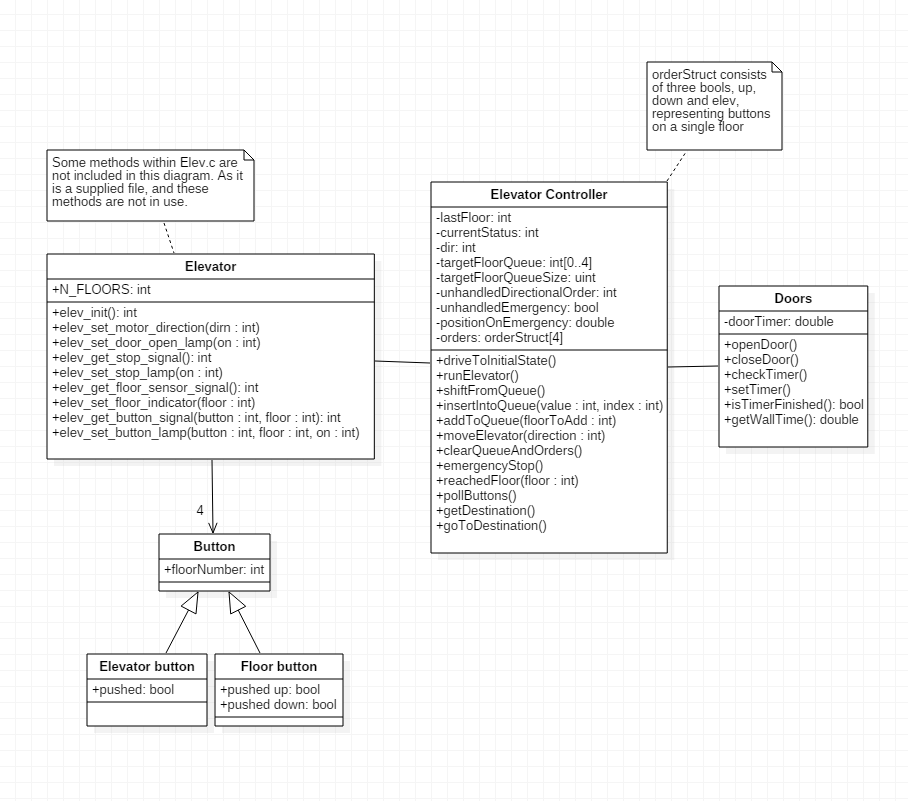 orderStruct consists
of three bools, up,
down and elev,
representing buttons
on a single floor
Some methods within Elev.c are
not included in this diagram. As it
is a supplied file, and these
methods are not in use.
Elevator
+N_FLOORS: int
+elev_init(): int
+elev_set_motor_direction(dirn : int)
+elev_set_door_open_lamp(on : int)
+elev_get_stop_signal(): int
+elev_set_stop_lamp(on : int)
+elev_get_floor_sensor_signal(): int
+elev_set_floor_indicator(floor : int)
+elev_get_button_signal(button : int, floor : int): int
+elev_set_button_lamp(button : int, floor : int, on : int)
Elevator Controller
-lastFloor: int
-currentStatus: int
-dir: int
-targetFloorQueue: int[0..4]
-targetFloorQueueSize: uint
-unhandledDirectionalOrder: int
-unhandledEmergency: bool
-positionOnEmergency: double
-orders: orderStruct[4]
+driveToInitialState()
+runElevator()
+shiftFromQueue()
+insertIntoQueue(value : int, index : int)
+addToQueue(floorToAdd : int)
+moveElevator(direction : int)
+clearQueueAndOrders()
+emergencyStop()
+reachedFloor(floor : int)
+pollButtons()
+getDestination()
+goToDestination()
Doors
-doorTimer: double
+openDoor()
+closeDoor()
+checkTimer()
+setTimer()
+isTimerFinished(): bool
+getWallTime(): double
4
Button
+floorNumber: int
Elevator button
+pushed: bool
Floor button
+pushed up: bool
+pushed down: bool